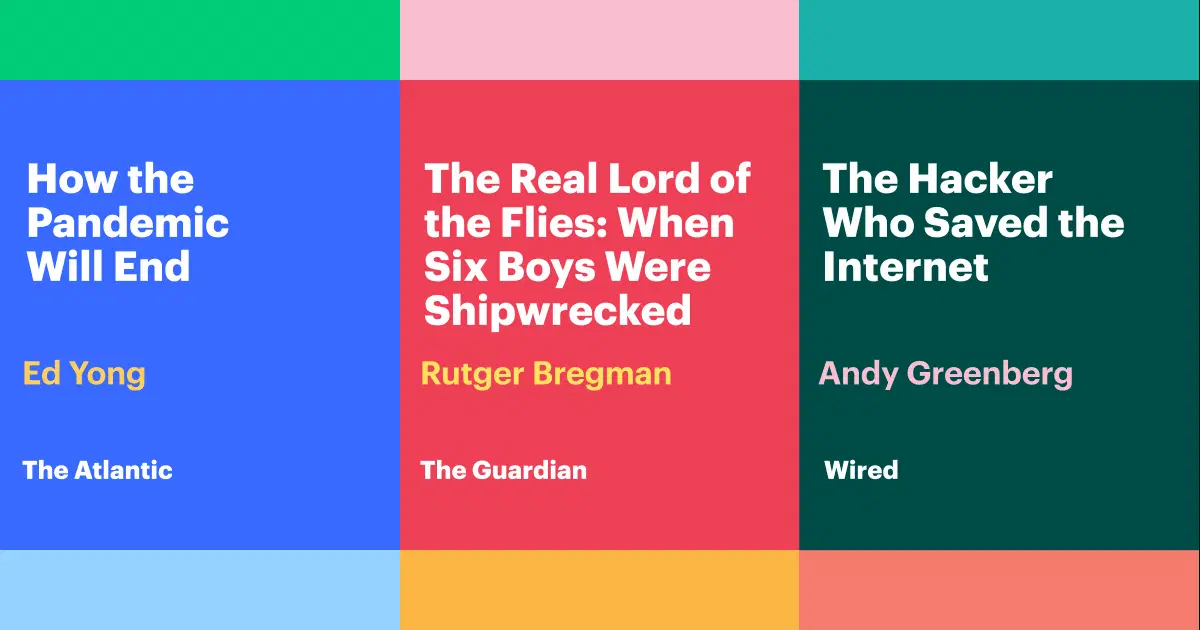 How the
Pandemic
Will End
Ed Yong
The Atlantic
The Real Lord of
the Flies: When
Six Boys Were
Shipwrecked
Rutger Bregman
The Guardian
The Hacker
Who Saved the
Internet
Andy Greenberg
Wired